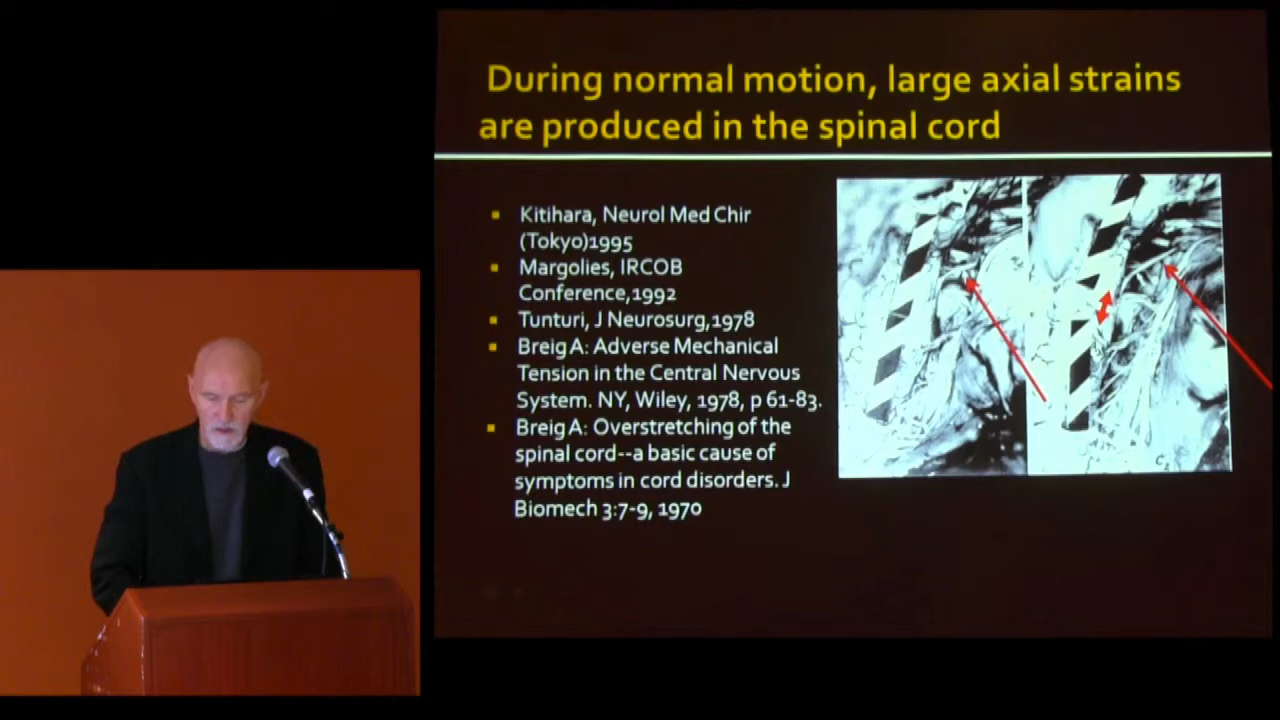 During normal motion, large axial strains
are produced in the spinal cord
Kitihara, Neurol Med Chir
(Tokyo)1995
Margolies, IRCOB
Conference,1992
Tunturi, J Neurosurg,1978
Breig A: Adverse Mechanical
Tension in the Central Nervous
System. NY, Wiley, 1978, p 61-83.
Breig A: Overstretching of the
spinal cord--a basic cause of
symptoms in cord disorders. J
Biomech 3:7-9, 1970